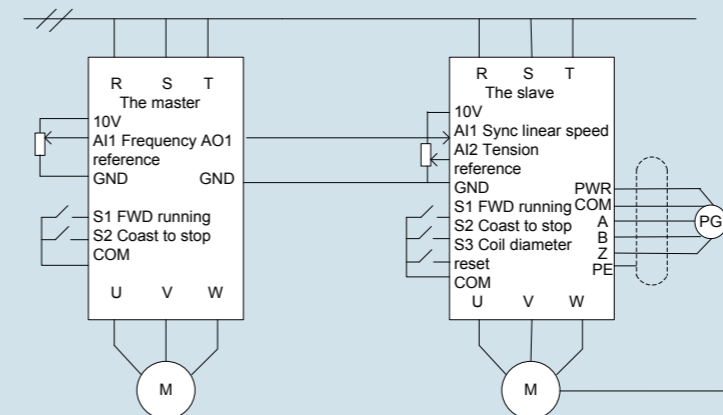 R S T
The master
10V
AI1 Frequency AO1
reference
GND GND
S1 FWD running
S2 Coast to stop
COM
U V W
M
R S T
The slave
10V
AI1 Sync linear speed
AI2 Tension
reference
GND
S1 FWD running
S2 Coast to stop
S3 Coil diameter
reset
COM
U V W
PWR
COM
A
B
Z
PE
PG
M